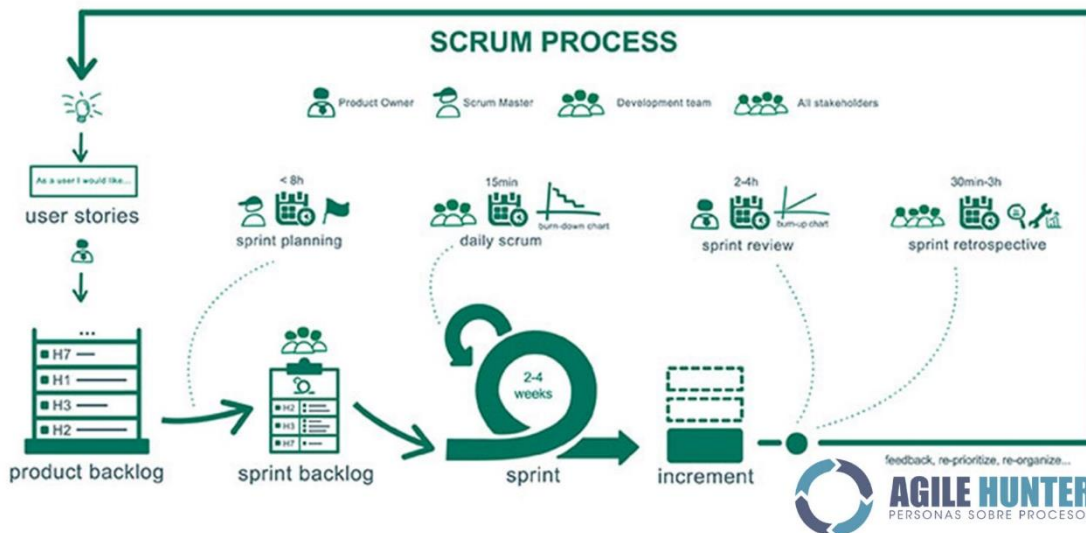 SCRUM PROCESS
Product Owner
Scrum Master
Development team
All stakeholders
As a user I would like...
user stories
< 8h
sprint planning
15min
burn-down chart
daily scrum
2-4h
burn-up chart
sprint review
30min-3h
sprint retrospective
...
H7
H1
H3
H2
product backlog
H2
H3
H7
sprint backlog
2-4
weeks
sprint
increment
feedback, re-prioritize, re-organize...
AGILE HUNTER
PERSONAS SOBRE PROCESO